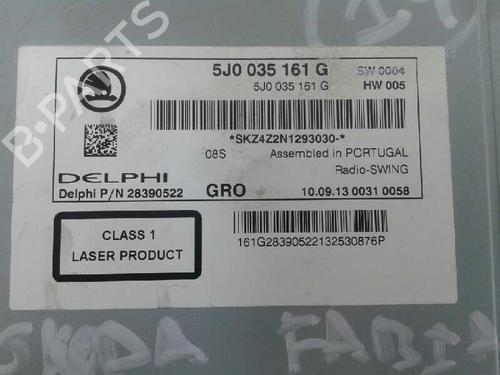 B-PARTS
5J0 035 161 G SW 0004
5J0 035 161 G HW 005
*SKZ4Z2N1293030-*
08S Assembled in PORTUGAL
DELPHI Radio-SWING
Delphi P/N 28390522 GRO 10.09.13 0031 0058
CLASS 1
LASER PRODUCT
161G28390522132530876P
SKODA FABIA